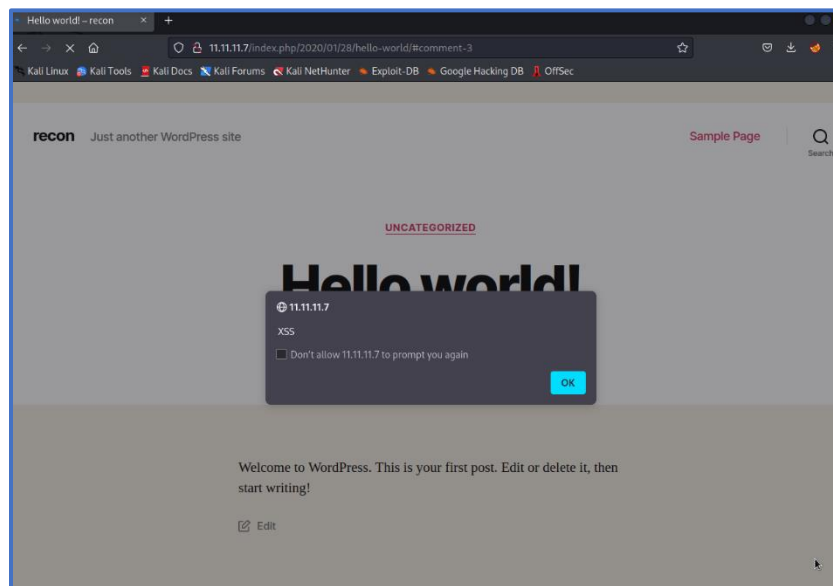 Hello world! – recon
11.11.11.7/index.php/2020/01/28/hello-world/#comment-3
Kali Linux Kali Tools Kali Docs Kali Forums Kali NetHunter Exploit-DB Google Hacking DB OffSec
recon Just another WordPress site Sample Page
Search
UNCATEGORIZED
Hello world!
11.11.11.7
XSS
Don't allow 11.11.11.7 to prompt you again
OK
Welcome to WordPress. This is your first post. Edit or delete it, then
start writing!
Edit